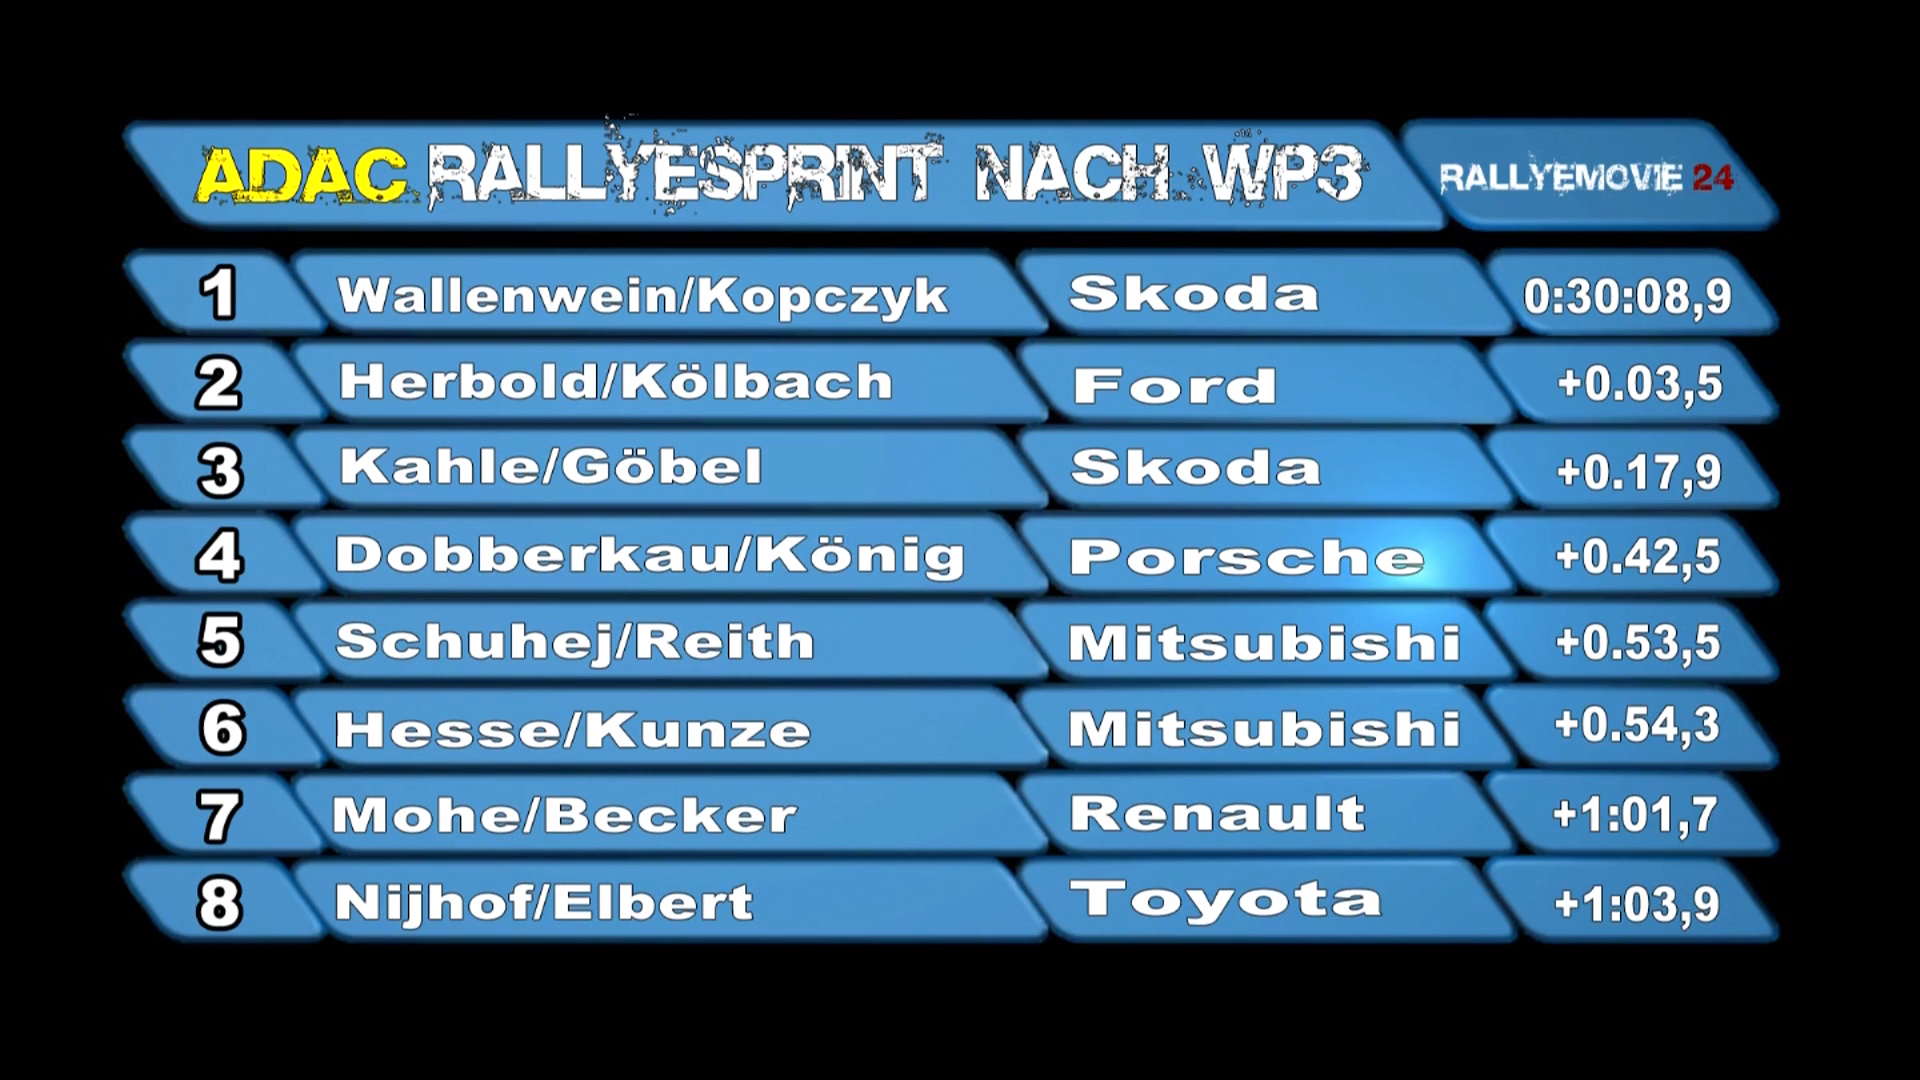 ADAC RALLYESPRINT NACH WP3 RALLYEMOVIE 24
1 Wallenwein/Kopczyk Skoda 0:30:08,9
2 Herbold/Kölbach Ford +0.03,5
3 Kahle/Göbel Skoda +0.17,9
4 Dobberkau/König Porsche +0.42,5
5 Schuhej/Reith Mitsubishi +0.53,5
6 Hesse/Kunze Mitsubishi +0.54,3
7 Mohe/Becker Renault +1:01,7
8 Nijhof/Elbert Toyota +1:03,9